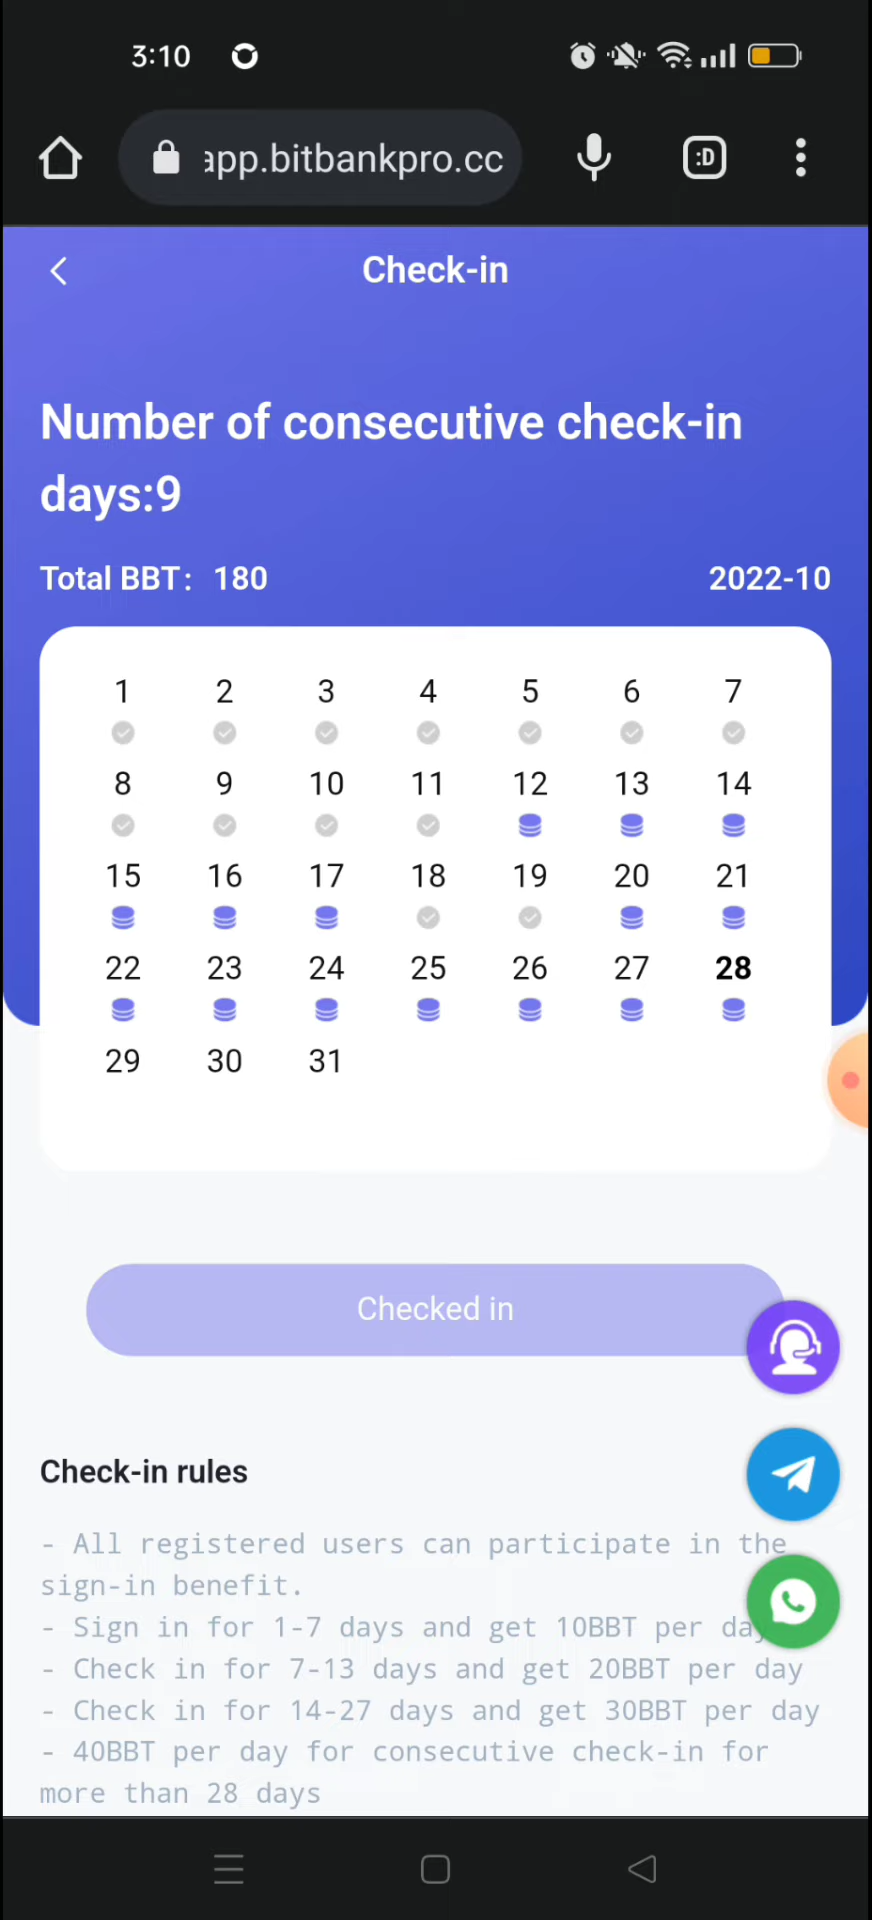 3:10
app.bitbankpro.cc
:D
Check-in
Number of consecutive check-in
days:9
Total BBT: 180 2022-10
1 2 3 4 5 6 7
8 9 10 11 12 13 14
15 16 17 18 19 20 21
22 23 24 25 26 27 28
29 30 31
Checked in
Check-in rules
- All registered users can participate in the
sign-in benefit.
- Sign in for 1-7 days and get 10BBT per day
- Check in for 7-13 days and get 20BBT per day
- Check in for 14-27 days and get 30BBT per day
- 40BBT per day for consecutive check-in for
more than 28 days